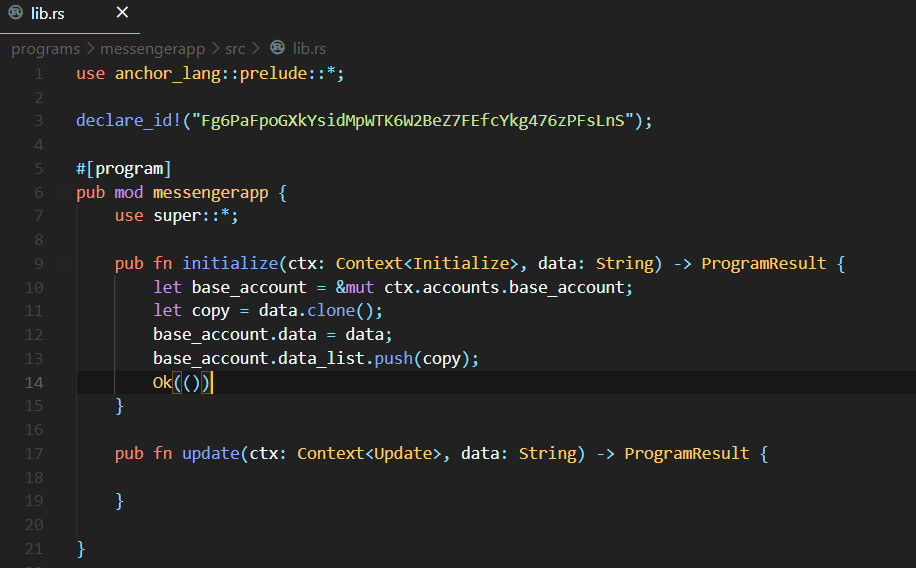 lib.rs
programs > messengerapp > src > lib.rs
1 use anchor_lang::prelude::*;
2
3 declare_id!("Fg6PaFpoGXkYsidMpWTK6W2BeZ7FEfcYkg476zPFsLnS");
4
5 #[program]
6 pub mod messengerapp {
7     use super::*;
8
9     pub fn initialize(ctx: Context<Initialize>, data: String) -> ProgramResult {
10         let base_account = &mut ctx.accounts.base_account;
11         let copy = data.clone();
12         base_account.data = data;
13         base_account.data_list.push(copy);
14         Ok(())
15     }
16
17     pub fn update(ctx: Context<Update>, data: String) -> ProgramResult {
18
19     }
20
21 }